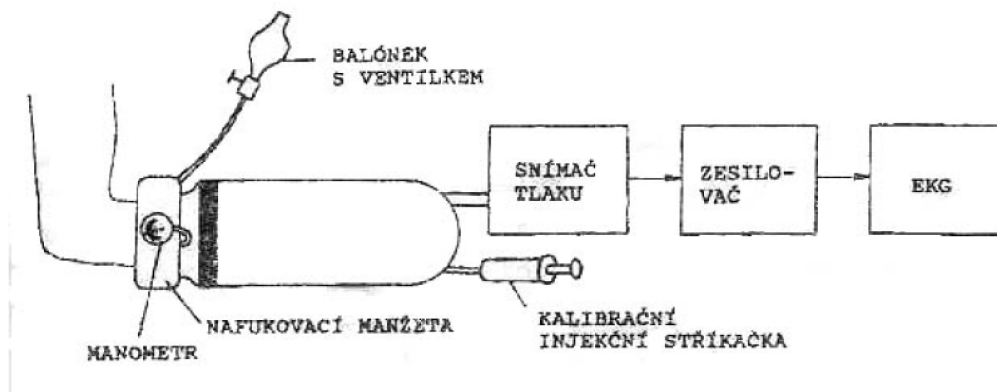 BALÓNEK
S VENTILKEM
SNÍMAČ
TLAKU
ZESILO-
VAČ
EKG
NAFUKOVACÍ MANŽETA
MANOMETR
KALIBRAČNÍ
INJEKČNÍ STŘÍKAČKA